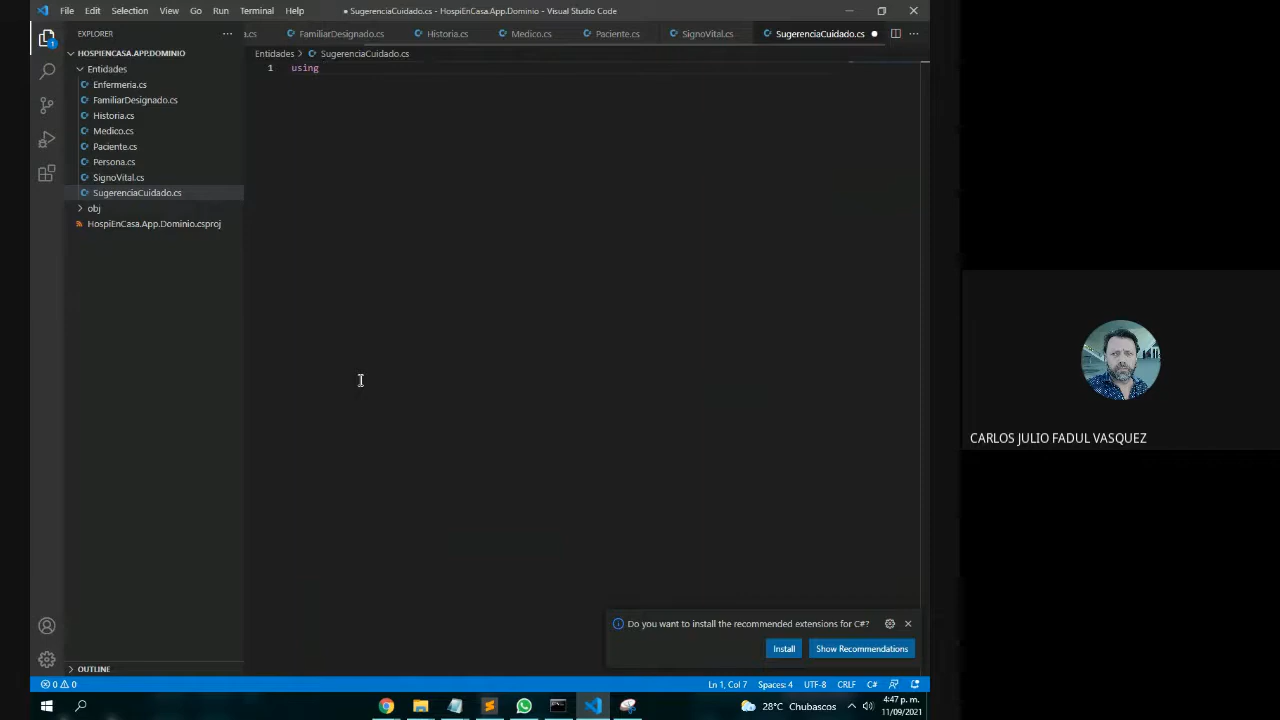 File Edit Selection View Go Run Terminal Help
● SugerenciaCuidado.cs - HospiEnCasa.App.Dominio - Visual Studio Code
EXPLORER
a.cs FamiliarDesignado.cs Historia.cs Medico.cs Paciente.cs SignoVital.cs SugerenciaCuidado.cs
HOSPIENCASA.APP.DOMINIO
Entidades > SugerenciaCuidado.cs
Entidades
1 using
Enfermeria.cs
FamiliarDesignado.cs
Historia.cs
Medico.cs
Paciente.cs
Persona.cs
SignoVital.cs
SugerenciaCuidado.cs
obj
HospiEnCasa.App.Dominio.csproj
CARLOS JULIO FADUL VASQUEZ
Do you want to install the recommended extensions for C#?
Install Show Recommendations
OUTLINE
0 0
Ln 1, Col 7 Spaces: 4 UTF-8 CRLF C#
28°C Chubascos
4:47 p. m.
11/09/2021